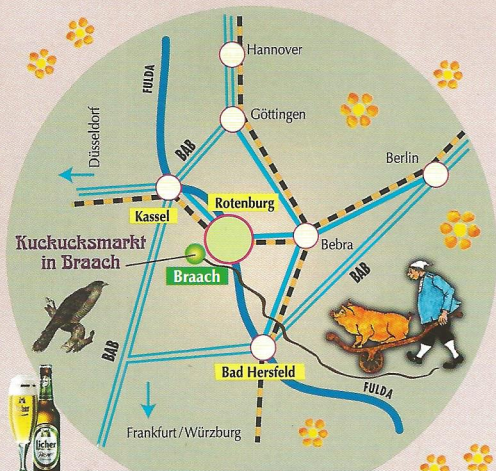 Hannover
FULDA
Göttingen
Düsseldorf
BAB
Berlin
Kassel
Rotenburg
Bebra
Kuckucksmarkt
in Braach
Braach
BAB
BAB
Bad Hersfeld
FULDA
Frankfurt/Würzburg
Licher